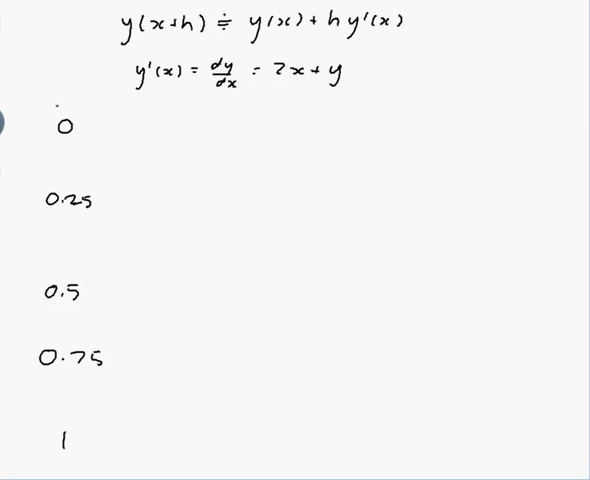 y(x+h) ≑ y(x) + h y'(x)
y'(x) = dy/dx = 2x + y
0
0.25
0.5
0.75
1